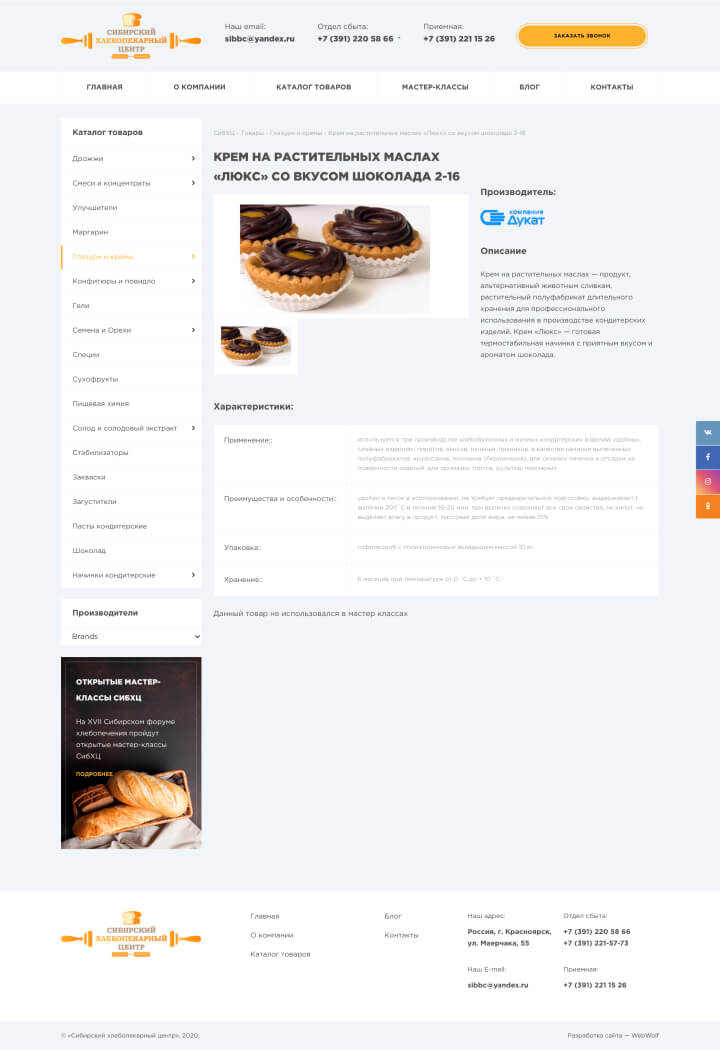 СИБИРСКИЙ
ХЛЕБОПЕКАРНЫЙ
ЦЕНТР
Наш email:
sibbc@yandex.ru
Отдел сбыта:
+7 (391) 220 58 66
Приемная:
+7 (391) 221 15 26
ЗАКАЗАТЬ ЗВОНОК
ГЛАВНАЯ
О КОМПАНИИ
КАТАЛОГ ТОВАРОВ
МАСТЕР-КЛАССЫ
БЛОГ
КОНТАКТЫ
Каталог товаров
Дрожжи
Смеси и концентраты
Улучшители
Маргарин
Глазури и кремы
Конфитюры и повидло
Гели
Семена и Орехи
Специи
Сухофрукты
Пищевая химия
Солод и солодовый экстракт
Стабилизаторы
Закваски
Загустители
Пасты кондитерские
Шоколад
Начинки кондитерские
Производители
Brands
ОТКРЫТЫЕ МАСТЕР-
КЛАССЫ СИБХЦ
На XVII Сибирском форуме
хлебопечения пройдут
открытые мастер-классы
СибХЦ
ПОДРОБНЕЕ
СибХЦ - Товары - Глазури и кремы - Крем на растительных маслах «Люкс» со вкусом шоколада 2-16
КРЕМ НА РАСТИТЕЛЬНЫХ МАСЛАХ
«ЛЮКС» СО ВКУСОМ ШОКОЛАДА 2-16
Производитель:
компания
Дукат
Описание
Крем на растительных маслах — продукт,
альтернативный животным сливкам,
растительный полуфабрикат длительного
хранения для профессионального
использования в производстве кондитерских
изделий. Крем «Люкс» — готовая
термостабильная начинка с приятным вкусом и
ароматом шоколада.
Характеристики:
Применение::
используется при производстве хлебобулочных и мучных кондитерских изделий: сдобных,
слоёных изделиях, пирогов, кексов, печенья, пряников, в качестве начинки выпеченных
полуфабрикатов: круассанов, пончиков (берлинеров), для склейки печенья и отсадки на
поверхности изделий, для промазки тортов, рулетов, пирожных.
Преимущества и особенности::
удобен и легок в использовании, не требует предварительной подготовки, выдерживает t
выпечки 200˚С в течение 15-20 мин, при выпечке сохраняет все свои свойства, не кипит, не
выделяет влагу в продукт, массовая доля жира: не менее 10%
Упаковка::
гофрокороб с полиэтиленовым вкладышем массой 10 кг
Хранение::
6 месяцев при температуре от 0 ˚С до + 10 ˚С
Данный товар не использовался в мастер классах
СИБИРСКИЙ
ХЛЕБОПЕКАРНЫЙ
ЦЕНТР
Главная
О компании
Каталог товаров
Блог
Контакты
Наш адрес:
Россия, г. Красноярск,
ул. Маерчака, 55
Отдел сбыта:
+7 (391) 220 58 66
+7 (391) 221-57-73
Наш E-mail:
sibbc@yandex.ru
Приемная:
+7 (391) 221 15 26
© «Сибирский хлебопекарный центр», 2020.
Разработка сайта — WebWolf